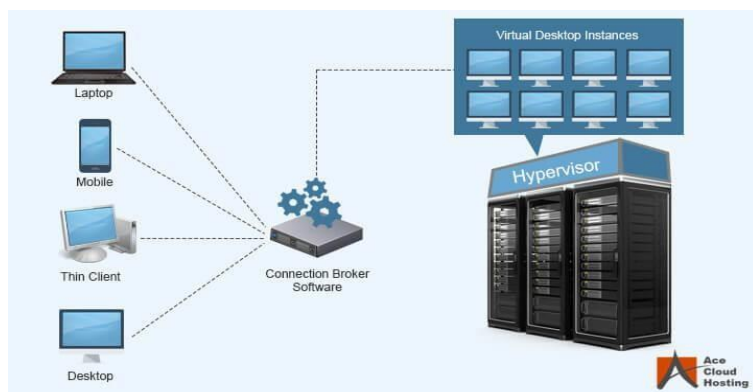 Virtual Desktop Instances
Laptop
Mobile
Hypervisor
Thin Client
Connection Broker
Software
Desktop
Ace
Cloud
Hosting